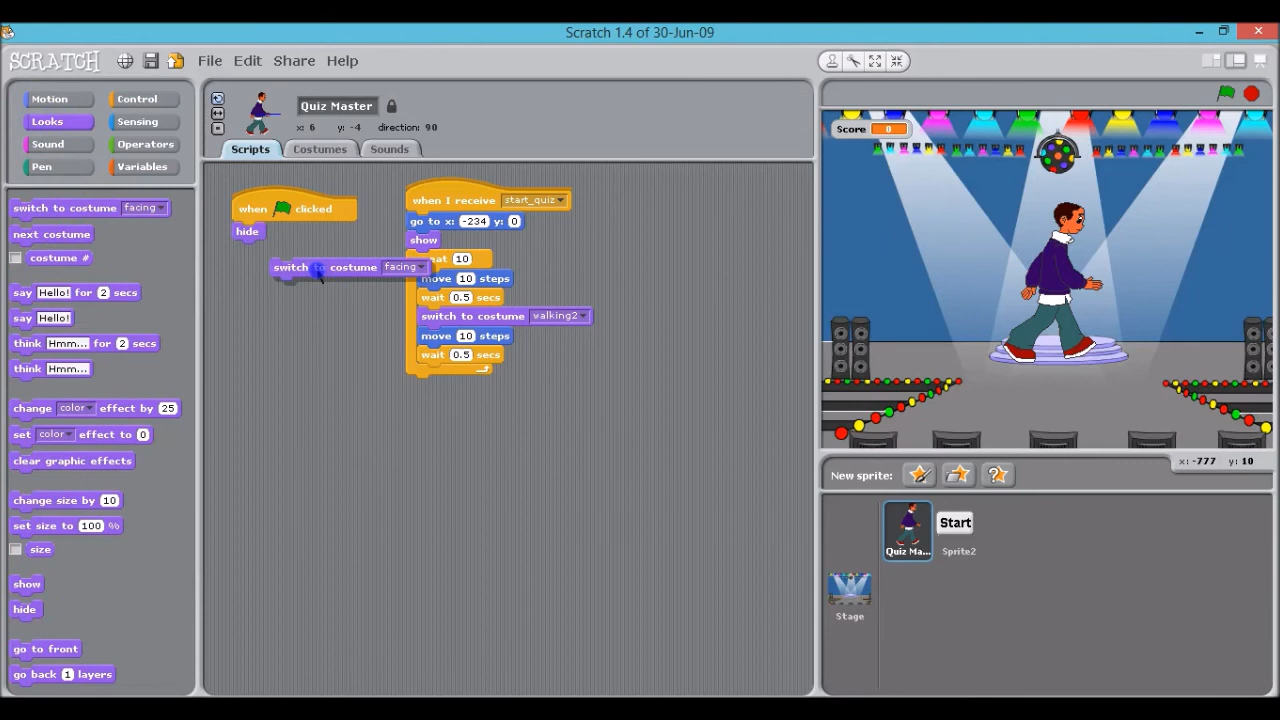 Scratch 1.4 of 30-Jun-09
SCRATCH File Edit Share Help
Motion Control
Looks Sensing
Sound Operators
Pen Variables
switch to costume facing
next costume
costume #
say Hello! for 2 secs
say Hello!
think Hmm... for 2 secs
think Hmm...
change color effect by 25
set color effect to 0
clear graphic effects
change size by 10
set size to 100 %
size
show
hide
go to front
go back 1 layers
Quiz Master
x: 6 y: -4 direction: 90
Scripts Costumes Sounds
when clicked
hide
switch to costume facing
when I receive start_quiz
go to x: -234 y: 0
show
10
move 10 steps
wait 0.5 secs
switch to costume walking2
move 10 steps
wait 0.5 secs
Score 0
x: -777 y: 10
New sprite:
Start
Quiz Ma... Sprite2
Stage